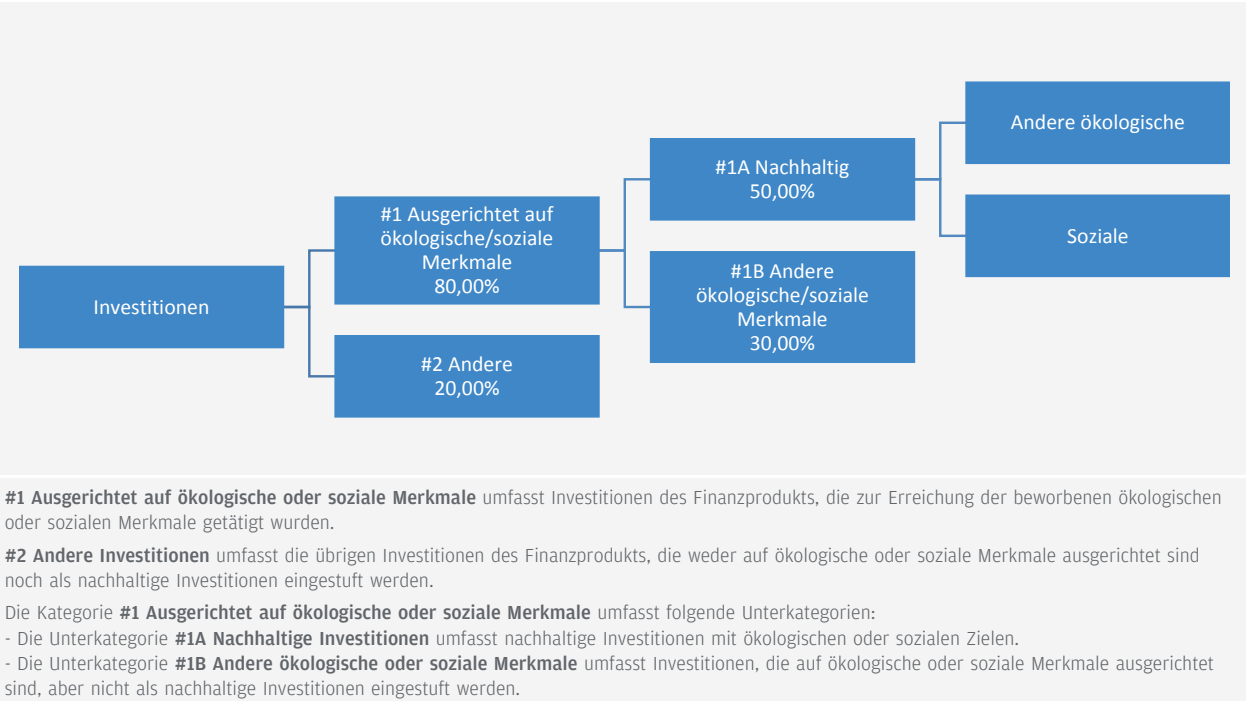 Investitionen
#1 Ausgerichtet auf
ökologische/soziale
Merkmale
80,00%
#2 Andere
20,00%
#1A Nachhaltig
50,00%
#1B Andere
ökologische/soziale
Merkmale
30,00%
Andere ökologische
Soziale
#1 Ausgerichtet auf ökologische oder soziale Merkmale umfasst Investitionen des Finanzprodukts, die zur Erreichung der beworbenen ökologischen
oder sozialen Merkmale getätigt wurden.
#2 Andere Investitionen umfasst die übrigen Investitionen des Finanzprodukts, die weder auf ökologische oder soziale Merkmale ausgerichtet sind
noch als nachhaltige Investitionen eingestuft werden.
Die Kategorie #1 Ausgerichtet auf ökologische oder soziale Merkmale umfasst folgende Unterkategorien:
- Die Unterkategorie #1A Nachhaltige Investitionen umfasst nachhaltige Investitionen mit ökologischen oder sozialen Zielen.
- Die Unterkategorie #1B Andere ökologische oder soziale Merkmale umfasst Investitionen, die auf ökologische oder soziale Merkmale ausgerichtet
sind, aber nicht als nachhaltige Investitionen eingestuft werden.